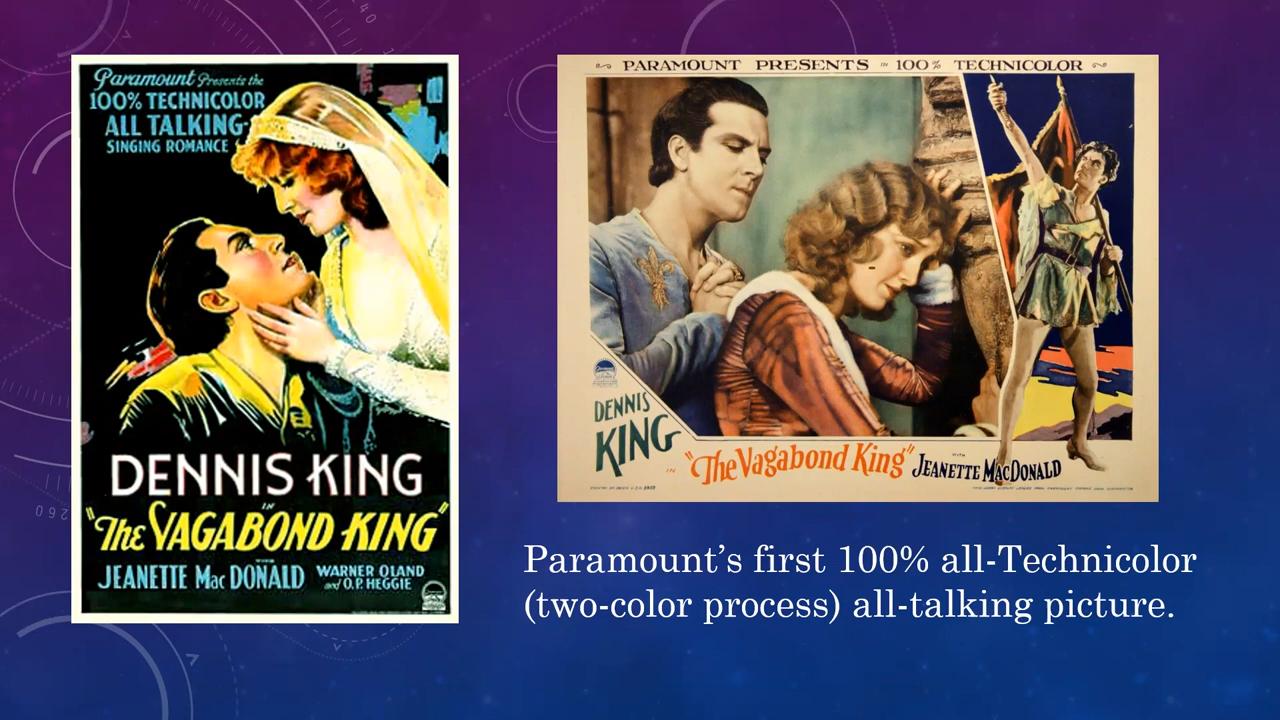 Paramount Presents the
100% TECHNICOLOR
ALL TALKING-
SINGING ROMANCE
DENNIS KING
IN
"The VAGABOND KING"
WITH
JEANETTE MacDONALD
WARNER OLAND
and O.P. HEGGIE
PARAMOUNT PRESENTS IN 100% TECHNICOLOR
DENNIS
KING
IN
"The Vagabond King"
WITH
JEANETTE MACDONALD
Paramount's first 100% all-Technicolor
(two-color process) all-talking picture.